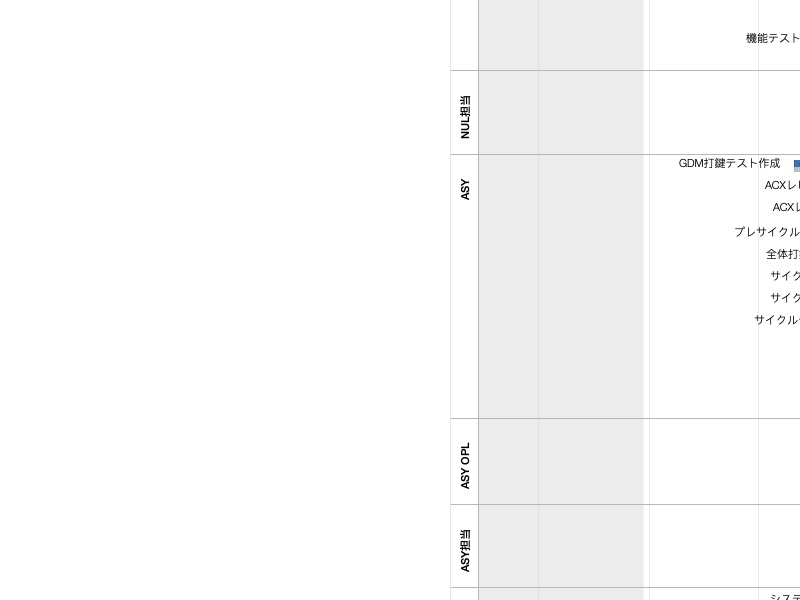 機能テスト
NUL担当
GDM打鍵テスト作成
ASY
ACXレ
ACXレ
プレサイクル
全体打
サイク
サイク
サイクル
ASY OPL
ASY担当
システ